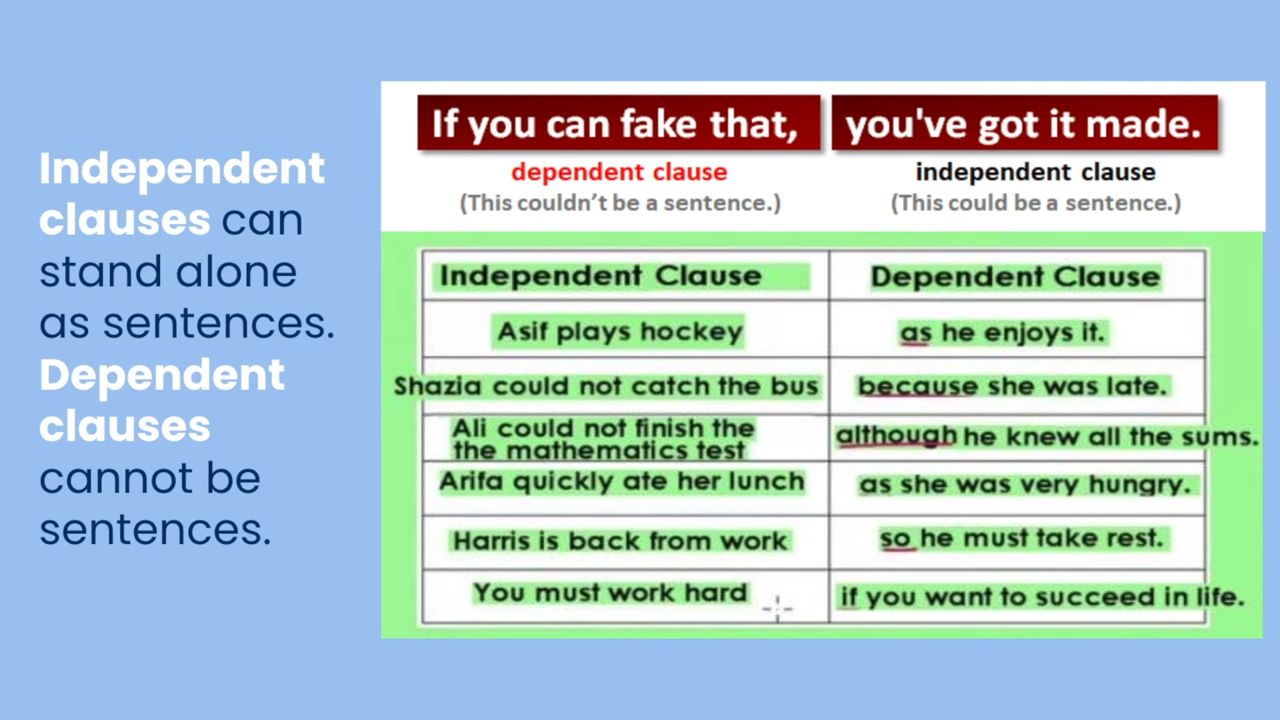 Independent
clauses can
stand alone
as sentences.
Dependent
clauses
cannot be
sentences.
If you can fake that, you've got it made.
dependent clause independent clause
(This couldn't be a sentence.) (This could be a sentence.)
Independent Clause Dependent Clause
Asif plays hockey as he enjoys it.
Shazia could not catch the bus because she was late.
Ali could not finish the
the mathematics test although he knew all the sums.
Arifa quickly ate her lunch as she was very hungry.
Harris is back from work so he must take rest.
You must work hard if you want to succeed in life.